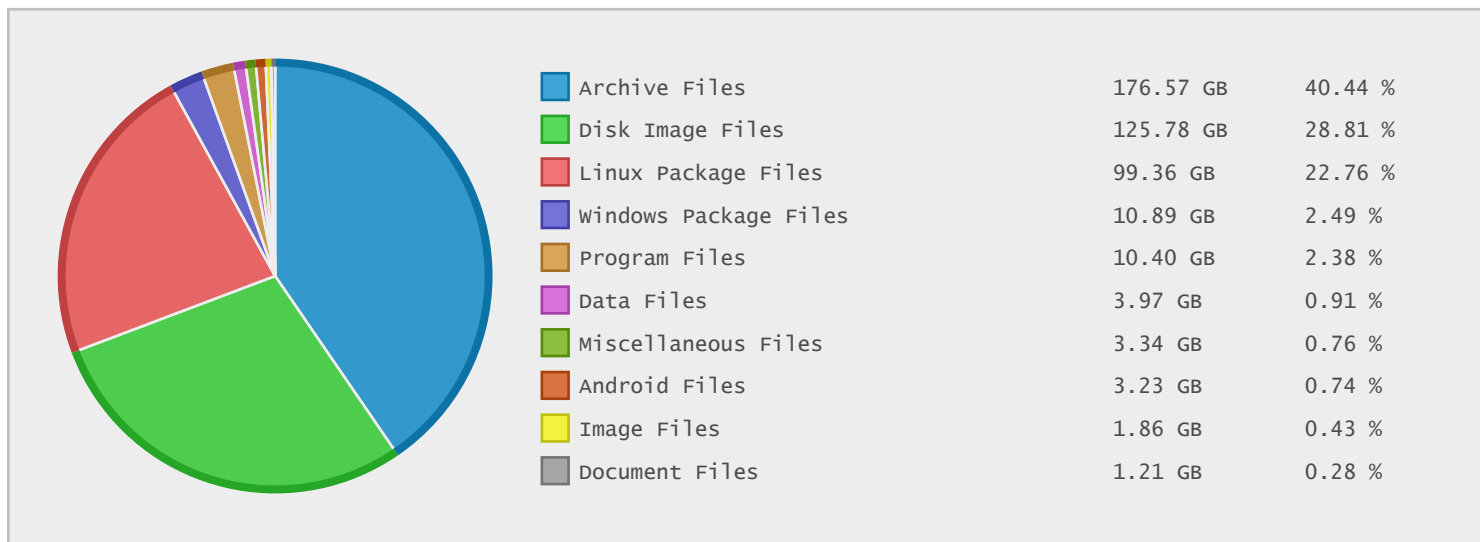 Archive Files 176.57 GB 40.44 %
Disk Image Files 125.78 GB 28.81 %
Linux Package Files 99.36 GB 22.76 %
Windows Package Files 10.89 GB 2.49 %
Program Files 10.40 GB 2.38 %
Data Files 3.97 GB 0.91 %
Miscellaneous Files 3.34 GB 0.76 %
Android Files 3.23 GB 0.74 %
Image Files 1.86 GB 0.43 %
Document Files 1.21 GB 0.28 %